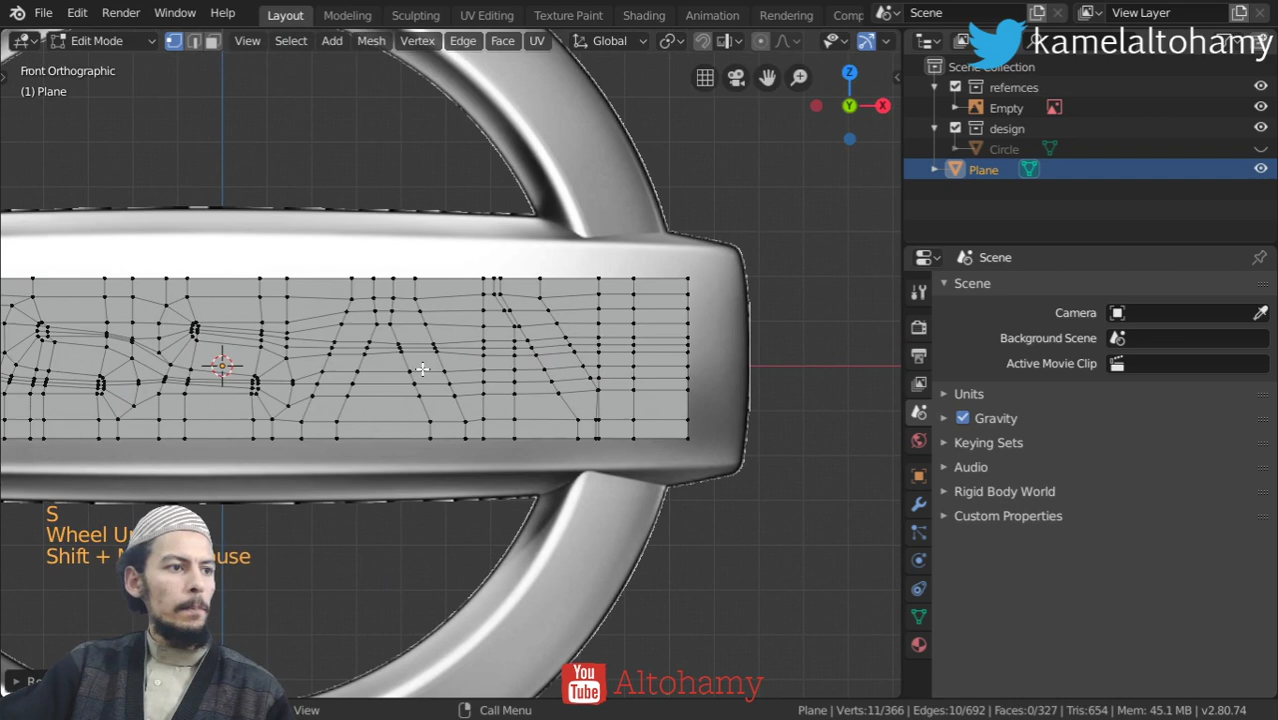 File Edit Render Window Help Layout Modeling Sculpting UV Editing Texture Paint Shading Animation Rendering Comp Scene View Layer
Edit Mode View Select Add Mesh Vertex Edge Face UV Global
kamelaltohamy
Front Orthographic
(1) Plane
Z
X
Y
Scene Collection
refemces
Empty
design
Circle
Plane
Scene
Scene
Camera
Background Scene
Active Movie Clip
Units
Gravity
Keying Sets
Audio
Rigid Body World
Custom Properties
S
Wheel U
Shift + M
use
You
Tube
Altohamy
View
Call Menu
Plane | Verts:11/366 | Edges:10/692 | Faces:0/327 | Tris:654 | Mem: 45.1 MB | v2.80.74